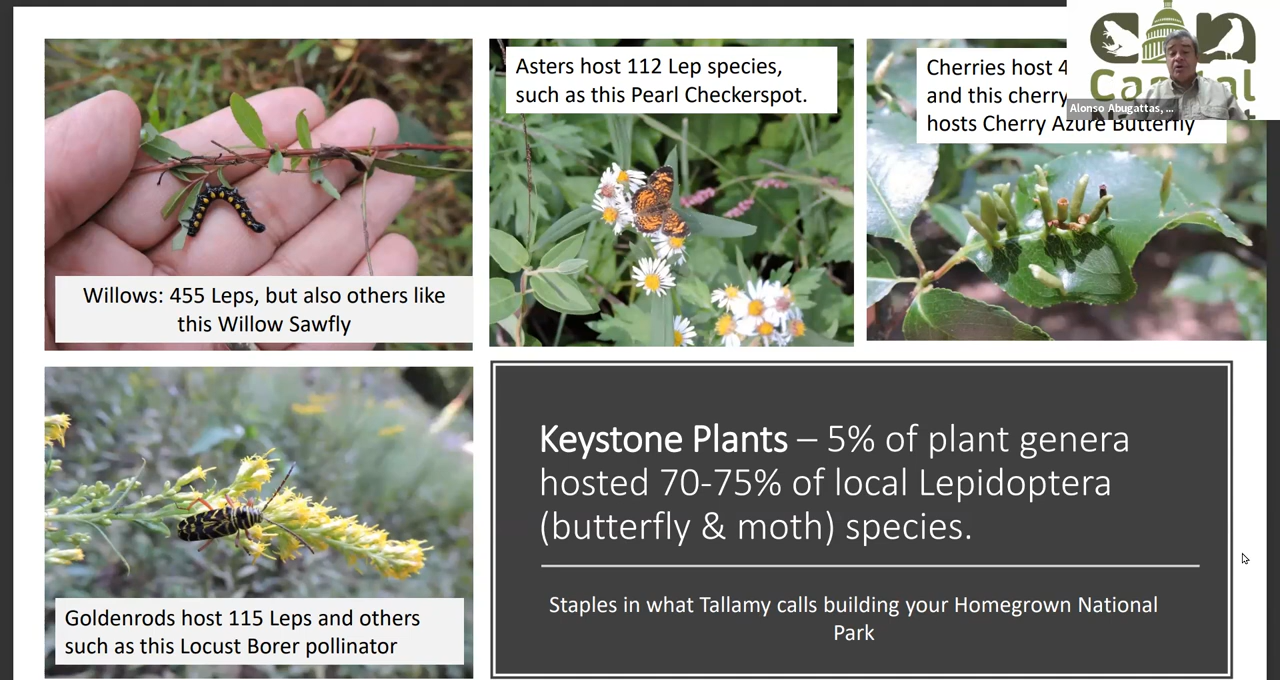 Asters host 112 Lep species,
such as this Pearl Checkerspot.
Cherries host 4
and this cherry
hosts Cherry Azure Butterfly
Alonso Abugattas, ...
Willows: 455 Leps, but also others like
this Willow Sawfly
Keystone Plants – 5% of plant genera
hosted 70-75% of local Lepidoptera
(butterfly & moth) species.
Staples in what Tallamy calls building your Homegrown National
Park
Goldenrods host 115 Leps and others
such as this Locust Borer pollinator